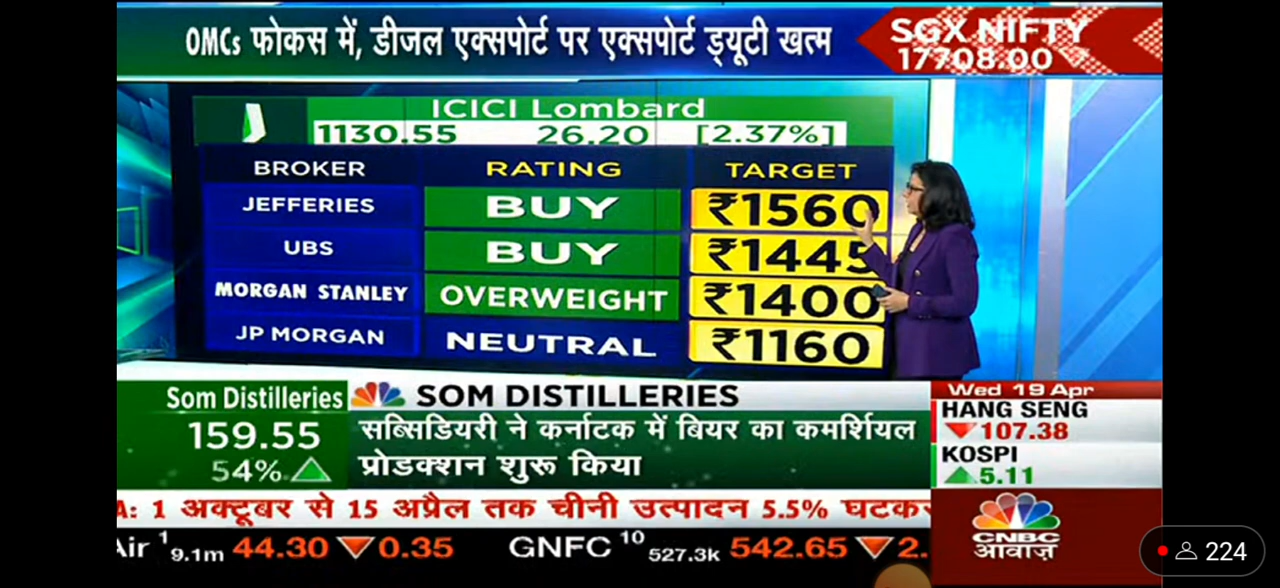 OMCs फोकस में, डीजल एक्सपोर्ट पर एक्सपोर्ट ड्यूटी खत्म
SGX NIFTY
17708.00
ICICI Lombard
1130.55 26.20 [2.37%]
BROKER RATING TARGET
JEFFERIES BUY ₹1560
UBS BUY ₹1445
MORGAN STANLEY OVERWEIGHT ₹1400
JP MORGAN NEUTRAL ₹1160
Som Distilleries
159.55
54%
SOM DISTILLERIES
सब्सिडियरी ने कर्नाटक में बियर का कमर्शियल
प्रोडक्शन शुरू किया
Wed 19 Apr
HANG SENG
107.38
KOSPI
5.11
A: 1 अक्टूबर से 15 अप्रैल तक चीनी उत्पादन 5.5% घटकर
Air 1 9.1m 44.30 0.35 GNFC 10 527.3k 542.65 2.
CNBC
आवाज़
224